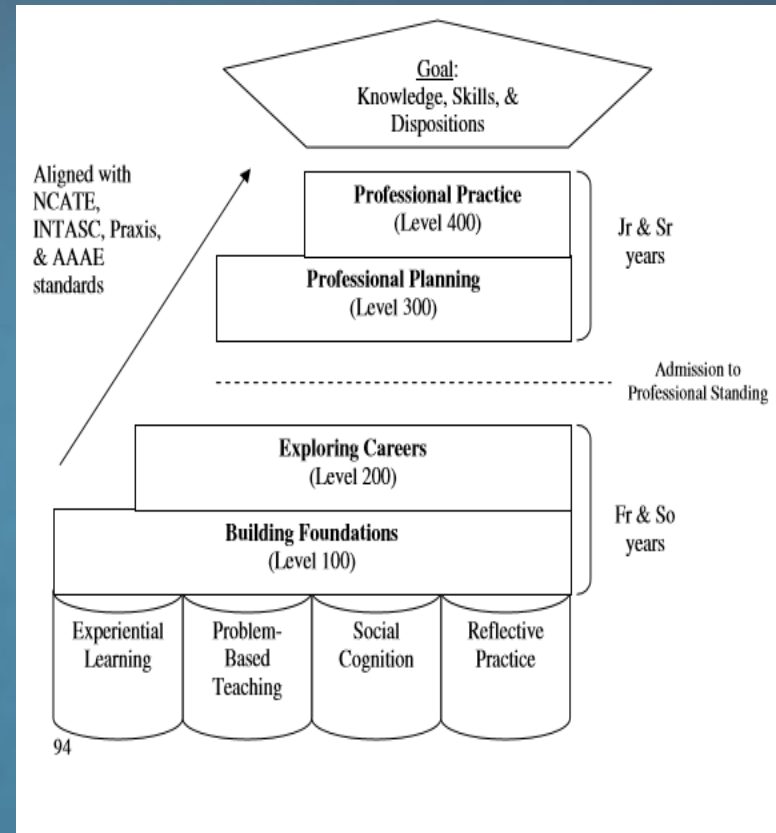 Goal:
Knowledge, Skills, &
Dispositions
Aligned with
NCATE,
INTASC, Praxis,
& AAAE
standards
Professional Practice
(Level 400)
Jr & Sr
years
Professional Planning
(Level 300)
Admission to
Professional Standing
Exploring Careers
(Level 200)
Fr & So
years
Building Foundations
(Level 100)
Experiential
Learning
Problem-
Based
Teaching
Social
Cognition
Reflective
Practice
94